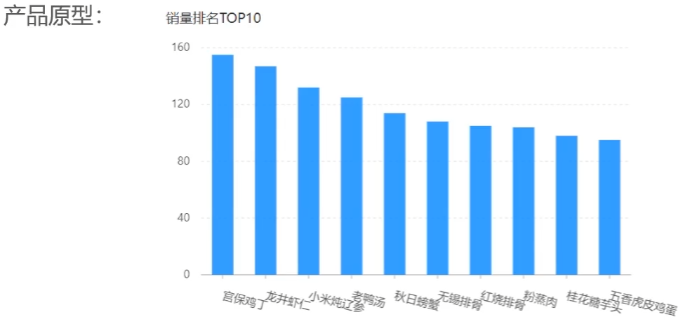 产品原型：
销量排名TOP10
160
120
80
40
0
宫保鸡丁
龙井虾仁
小米炖辽参
老鸭汤
秋日螃蟹
无锡排骨
红烧排骨
粉蒸肉
桂花糖芋头
五香虎皮鸡蛋